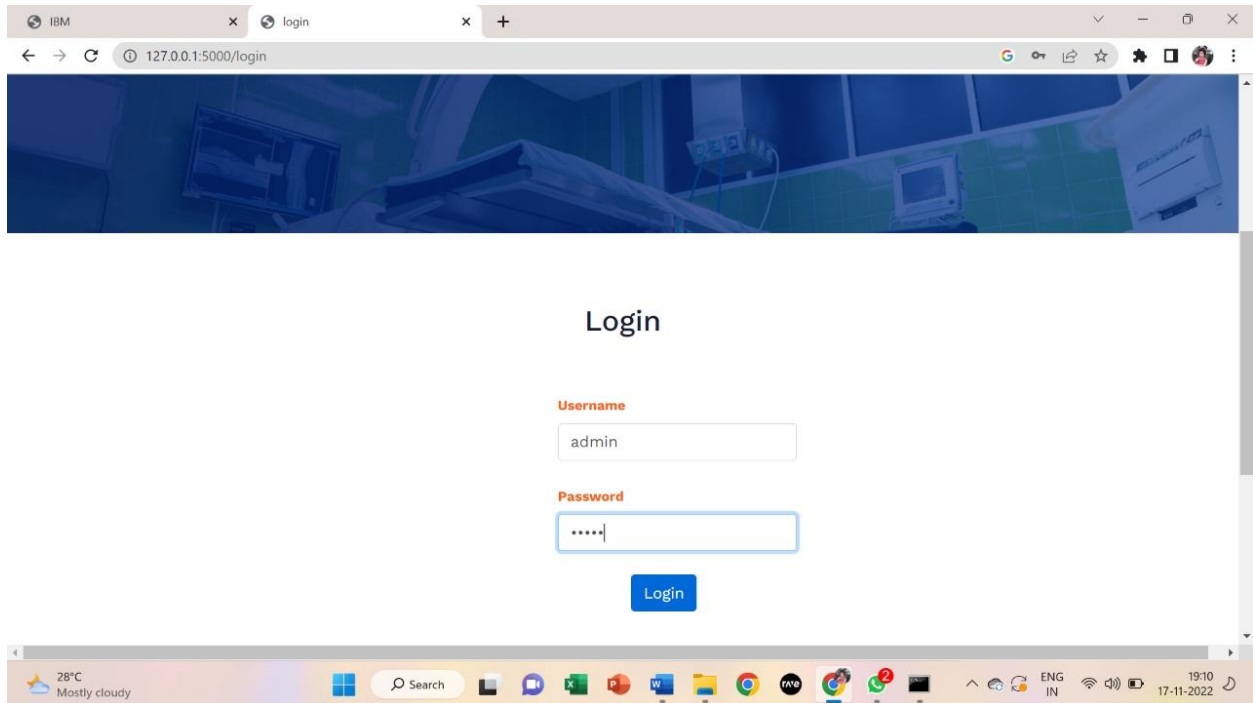 IBM
login
127.0.0.1:5000/login
Login
Username
admin
Password
•••••
Login
28°C
Mostly cloudy
Search
2
ENG
IN
19:10
17-11-2022